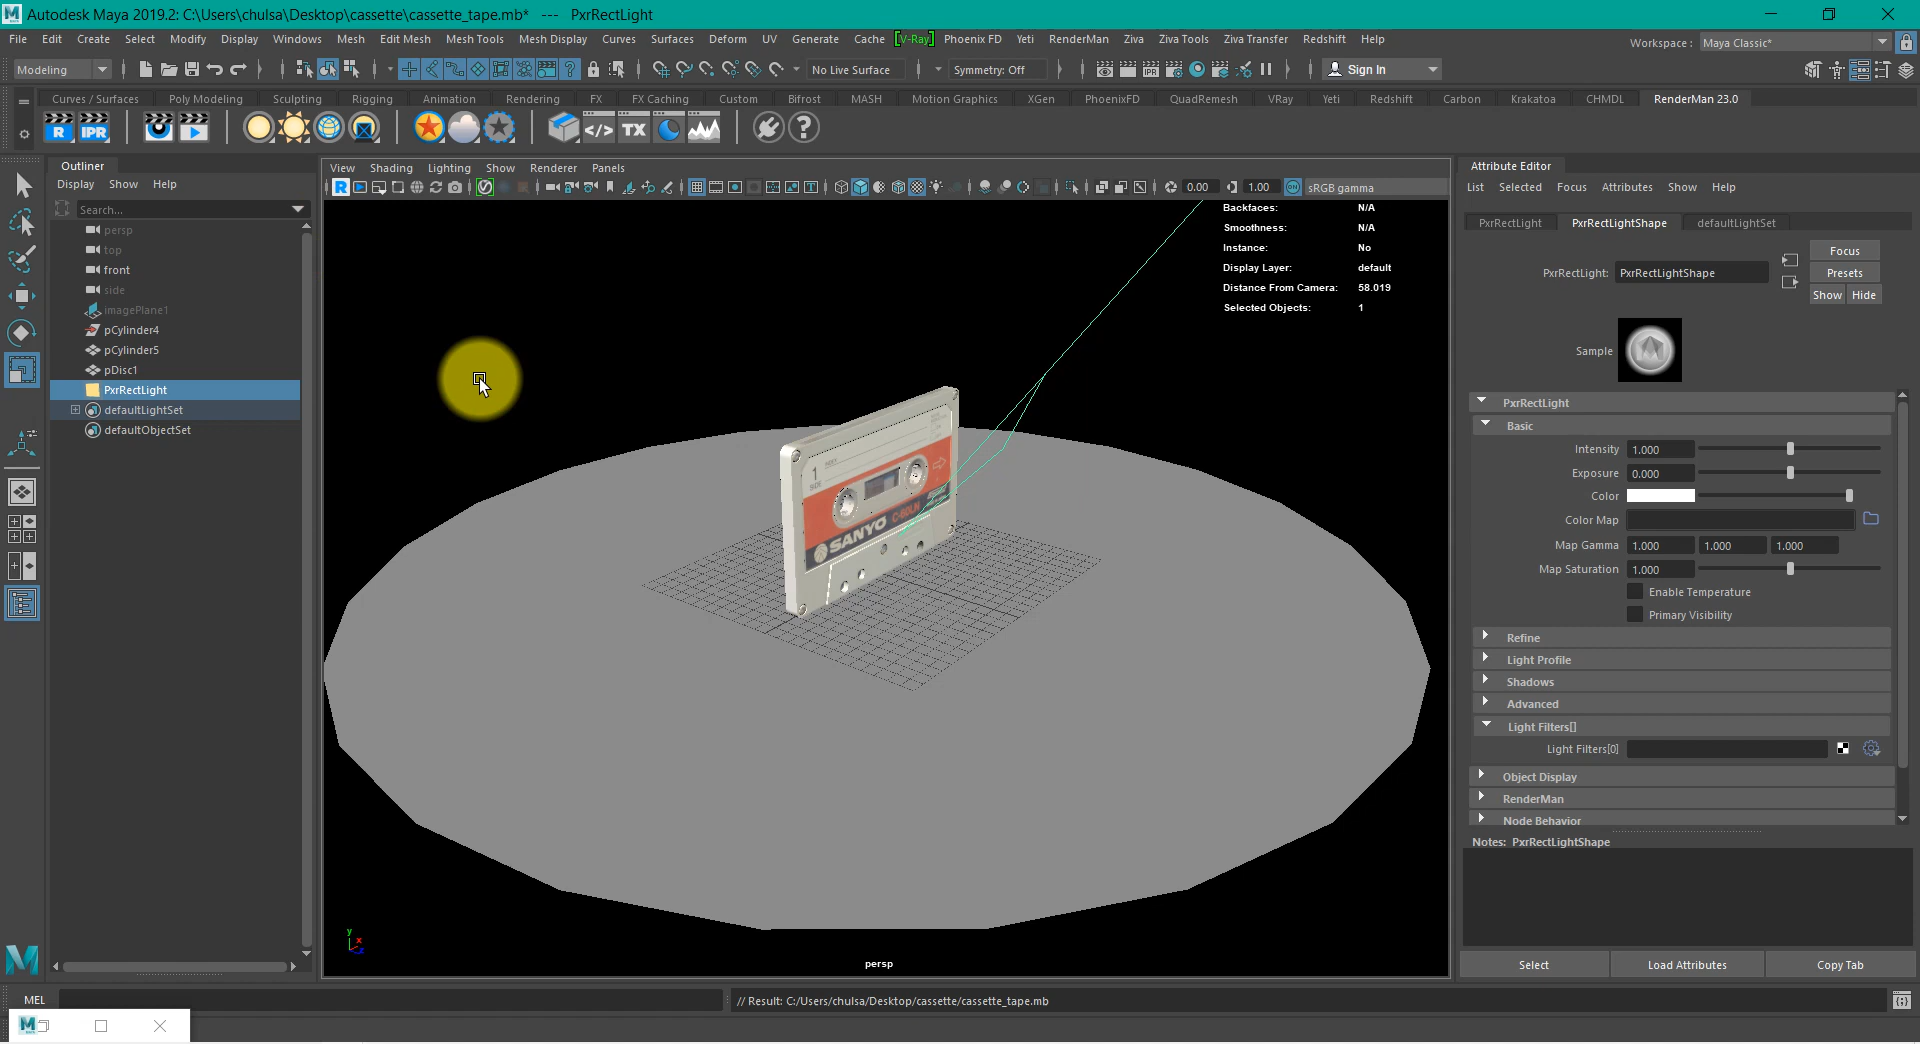 Autodesk Maya 2019.2: C:\Users\chulsa\Desktop\cassette\cassette_tape.mb* --- PxrRectLight
File Edit Create Select Modify Display Windows Mesh Edit Mesh Mesh Tools Mesh Display Curves Surfaces Deform UV Generate Cache [V-Ray] Phoenix FD Yeti RenderMan Ziva Ziva Tools Ziva Transfer Redshift Help
Workspace : Maya Classic*
Modeling No Live Surface Symmetry: Off Sign In
Curves / Surfaces Poly Modeling Sculpting Rigging Animation Rendering FX FX Caching Custom Bifrost MASH Motion Graphics XGen PhoenixFD QuadRemesh VRay Yeti Redshift Carbon Krakatoa CHMDL RenderMan 23.0
R IPR </> TX ?
Outliner
Display Show Help
Search...
persp
top
front
side
imagePlane1
pCylinder4
pCylinder5
pDisc1
PxrRectLight
defaultLightSet
defaultObjectSet
View Shading Lighting Show Renderer Panels
R 0.00 1.00 ON sRGB gamma
Backfaces: N/A
Smoothness: N/A
Instance: No
Display Layer: default
Distance From Camera: 58.019
Selected Objects: 1
1
SIDE
SANYO C-60LN
y
x
z
persp
Attribute Editor
List Selected Focus Attributes Show Help
PxrRectLight PxrRectLightShape defaultLightSet
PxrRectLight: PxrRectLightShape
Focus
Presets
Show Hide
Sample
PxrRectLight
Basic
Intensity 1.000
Exposure 0.000
Color
Color Map
Map Gamma 1.000 1.000 1.000
Map Saturation 1.000
Enable Temperature
Primary Visibility
Refine
Light Profile
Shadows
Advanced
Light Filters[]
Light Filters[0]
Object Display
RenderMan
Node Behavior
Notes: PxrRectLightShape
Select Load Attributes Copy Tab
MEL
// Result: C:/Users/chulsa/Desktop/cassette/cassette_tape.mb